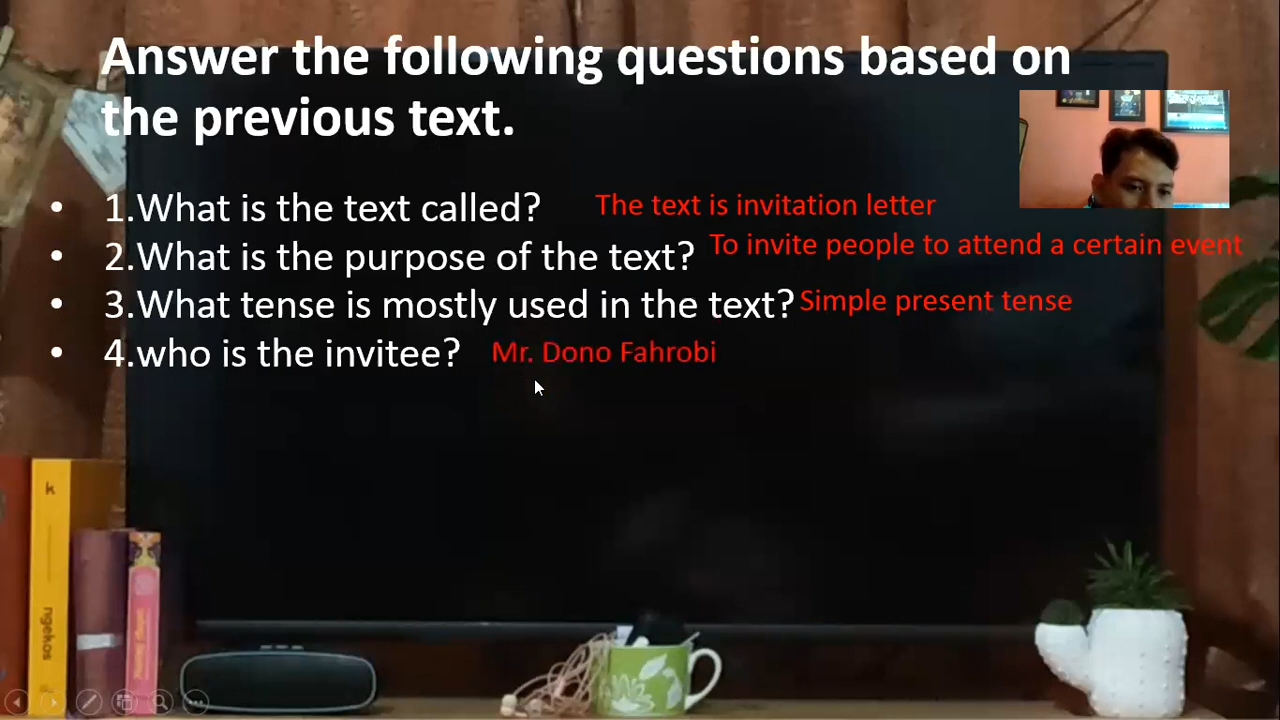 Answer the following questions based on
the previous text.
• 1.What is the text called? The text is invitation letter
• 2.What is the purpose of the text? To invite people to attend a certain event
• 3.What tense is mostly used in the text? Simple present tense
• 4.who is the invitee? Mr. Dono Fahrobi
k
ngekos